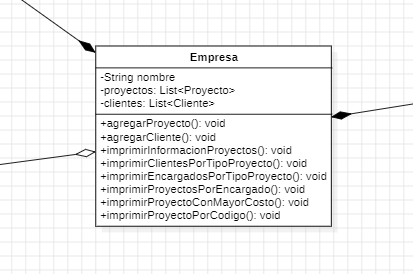 Empresa
-String nombre
-proyectos: List<Proyecto>
-clientes: List<Cliente>
+agregarProyecto(): void
+agregarCliente(): void
+imprimirInformacionProyectos(): void
+imprimirClientesPorTipoProyecto(): void
+imprimirEncargadosPorTipoProyecto(): void
+imprimirProyectosPorEncargado(): void
+imprimirProyectoConMayorCosto(): void
+imprimirProyectoPorCodigo(): void